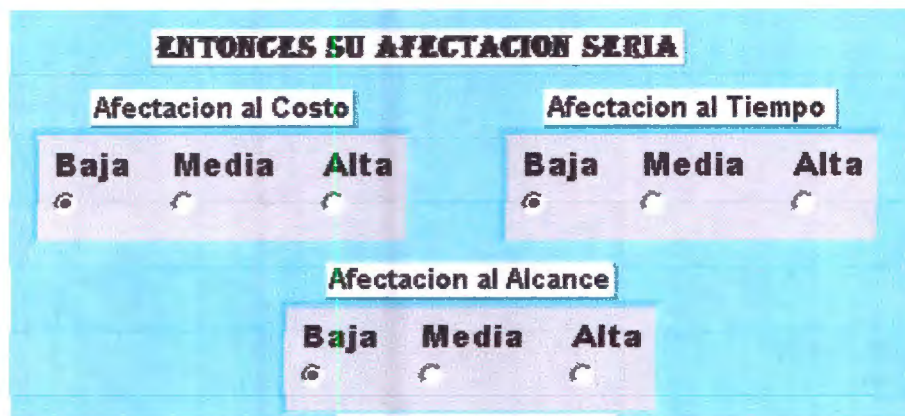 ENTONCES SU AFECTACION SERIA
Afectacion al Costo
Baja Media Alta
Afectacion al Tiempo
Baja Media Alta
Afectacion al Alcance
Baja Media Alta